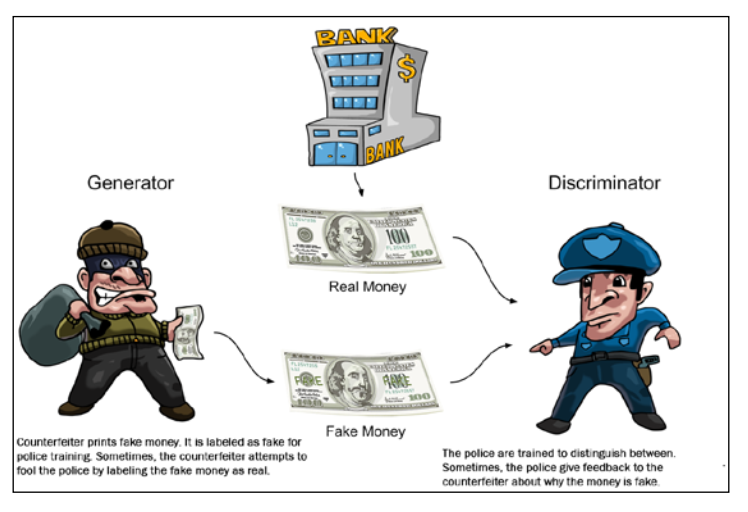 BANK
$
BANK
Generator
Discriminator
100
100
Real Money
FAKE
FAKE
100
Fake Money
Counterfeiter prints fake money. It is labeled as fake for
police training. Sometimes, the counterfeiter attempts to
fool the police by labeling the fake money as real.
The police are trained to distinguish between.
Sometimes, the police give feedback to the
counterfeiter about why the money is fake.